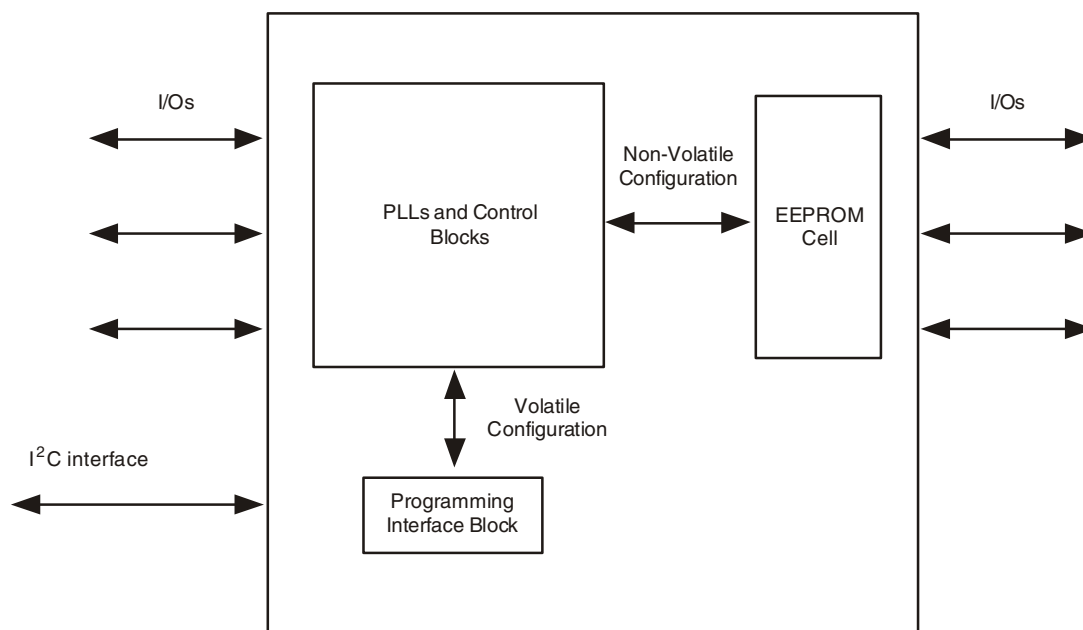 I/Os
I/Os
Non-Volatile
Configuration
PLLs and Control
Blocks
EEPROM
Cell
Volatile
Configuration
I²C interface
Programming
Interface Block